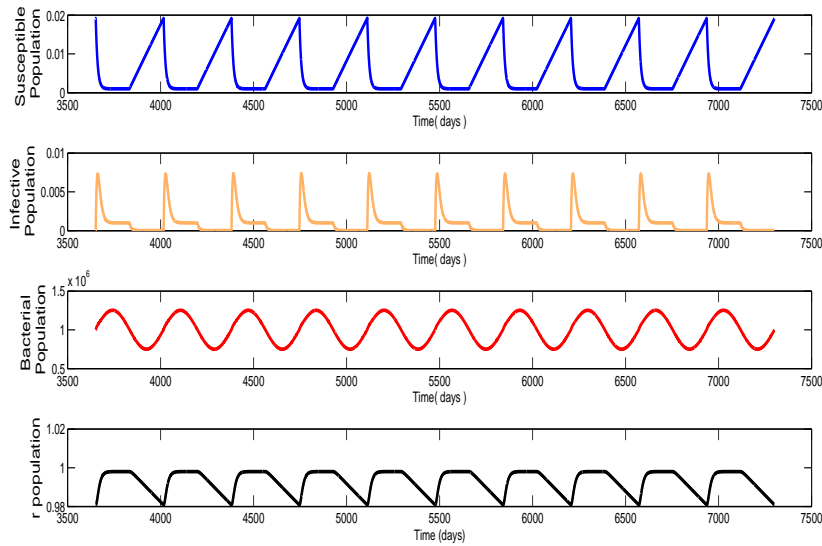 Susceptible
Population
0.02
0.01
0
3500 4000 4500 5000 5500 6000 6500 7000 7500
Time( days )
Infective
Population
0.01
0.005
0
3500 4000 4500 5000 5500 6000 6500 7000 7500
Time( days )
Bacterial
Population
x 10^6
1.5
1
0.5
3500 4000 4500 5000 5500 6000 6500 7000 7500
Time( days )
r population
1.02
1
0.98
3500 4000 4500 5000 5500 6000 6500 7000 7500
Time (days)